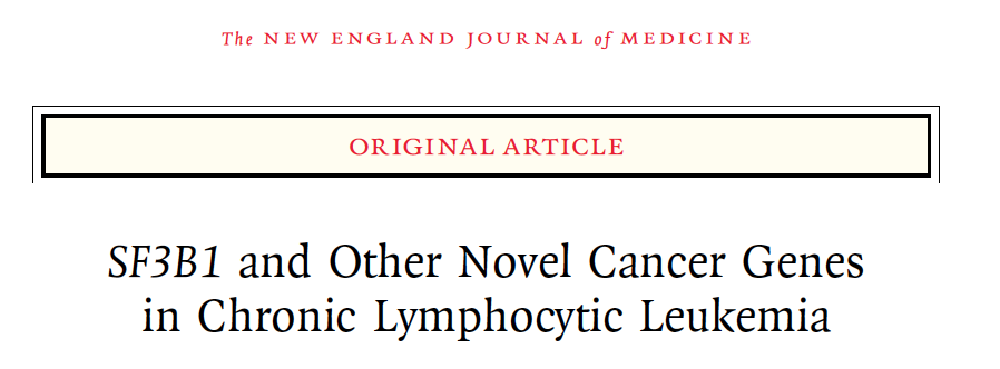 The NEW ENGLAND JOURNAL of MEDICINE
ORIGINAL ARTICLE
SF3B1 and Other Novel Cancer Genes
in Chronic Lymphocytic Leukemia